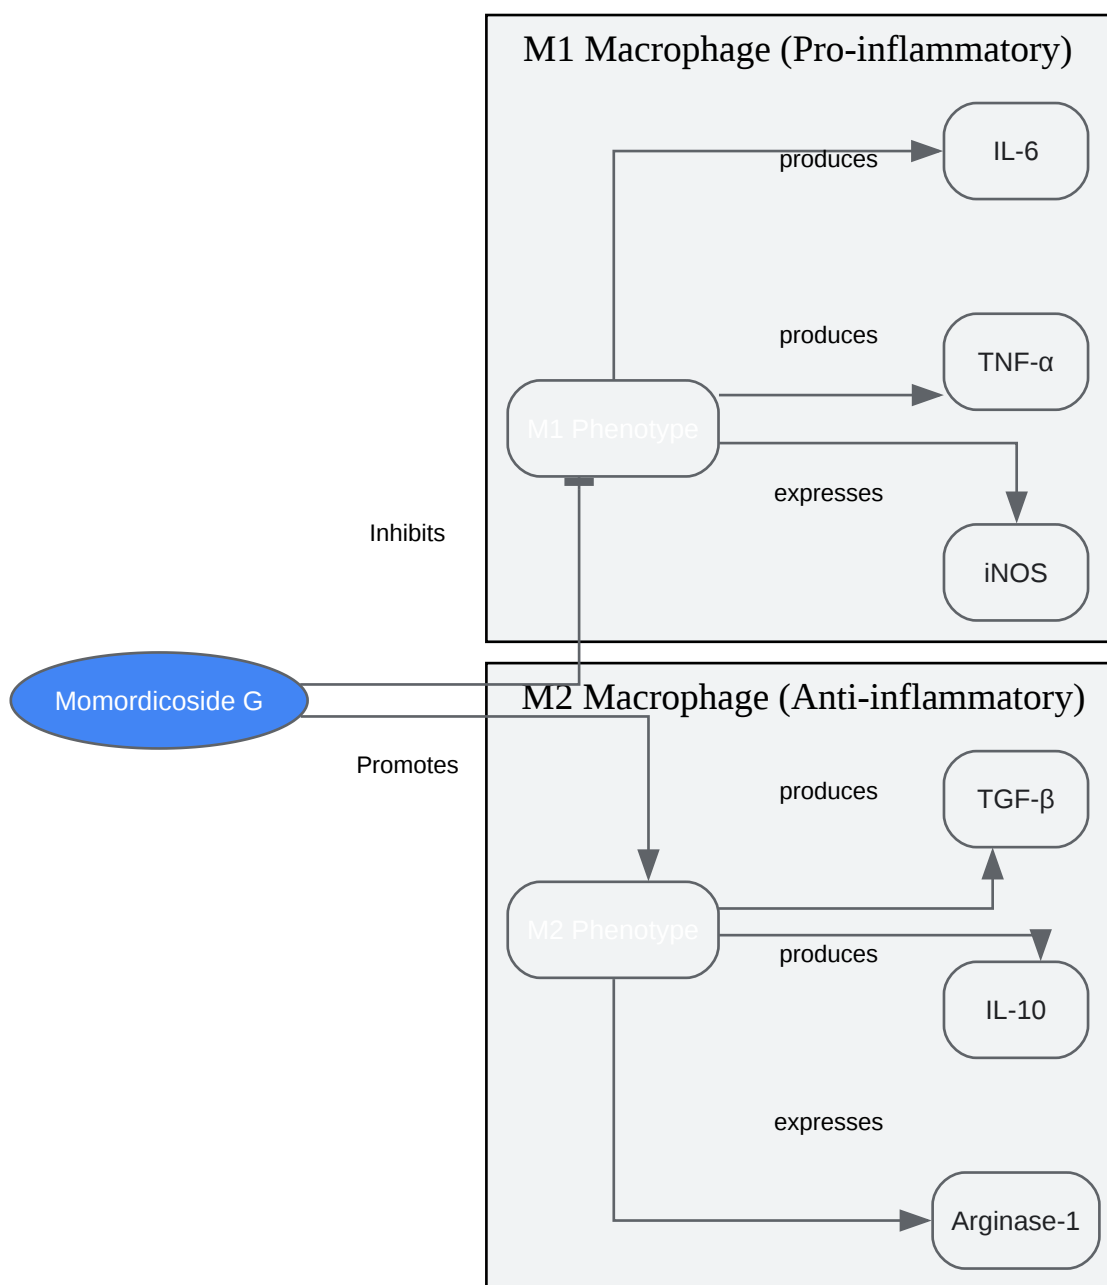 M1 Macrophage (Pro-inflammatory)
produces
IL-6
produces
TNF-α
M1 Phenotype
expresses
iNOS
Inhibits
Momordicoside G
Promotes
M2 Macrophage (Anti-inflammatory)
produces
TGF-β
M2 Phenotype
produces
IL-10
expresses
Arginase-1